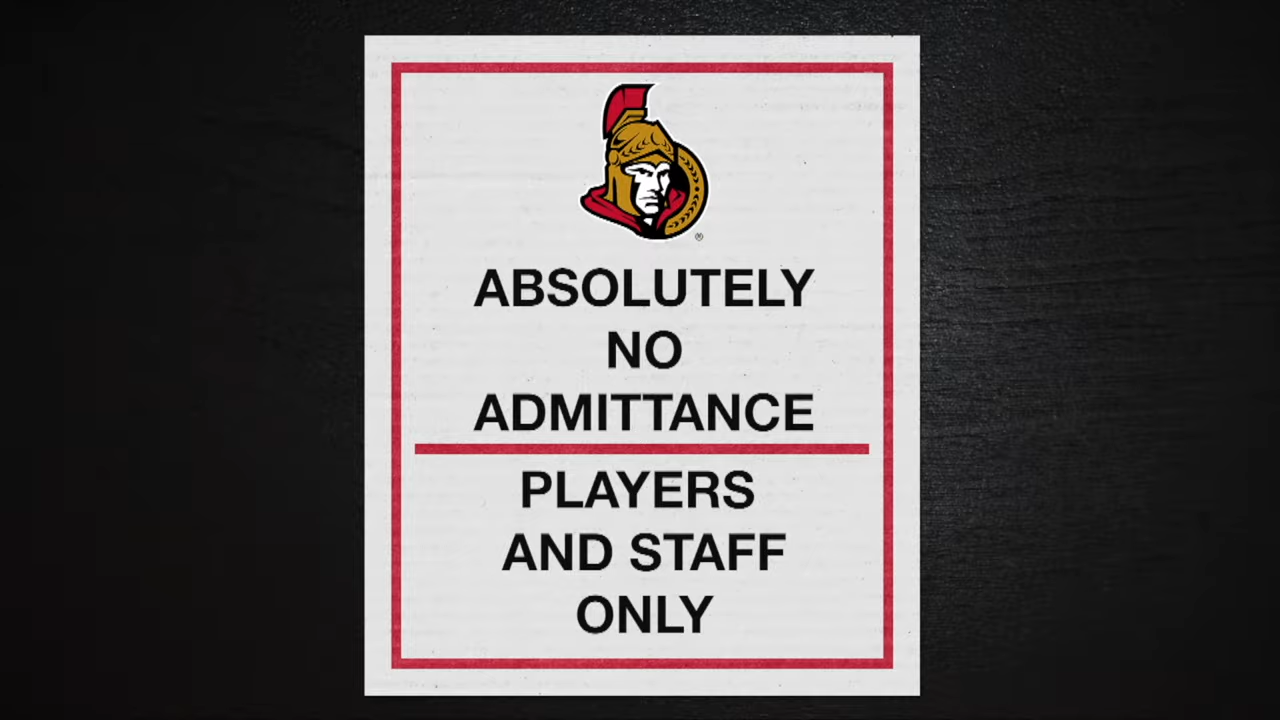 ABSOLUTELY
NO
ADMITTANCE
PLAYERS
AND STAFF
ONLY